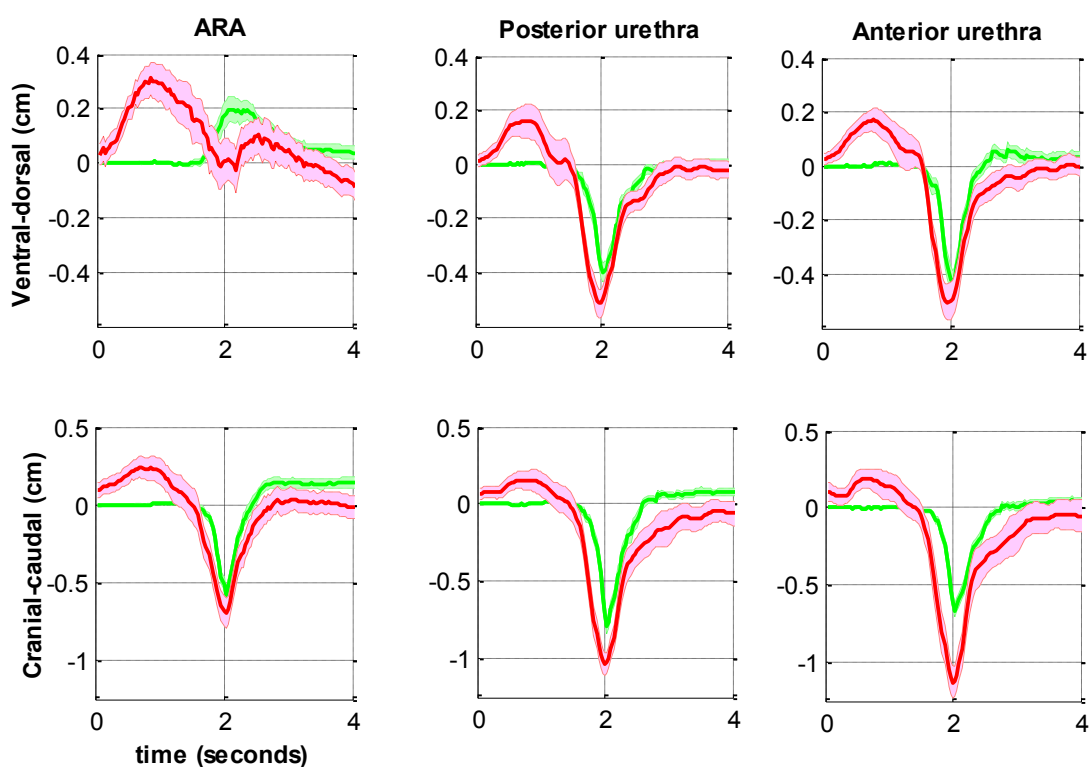 ARA
Posterior urethra
Anterior urethra
Ventral-dorsal (cm)
0.4
0.2
0
-0.2
-0.4
0 2 4
0.4
0.2
0
-0.2
-0.4
0 2 4
0.4
0.2
0
-0.2
-0.4
0 2 4
Cranial-caudal (cm)
0.5
0
-0.5
-1
0 2 4
0.5
0
-0.5
-1
0 2 4
0.5
0
-0.5
-1
0 2 4
time (seconds)